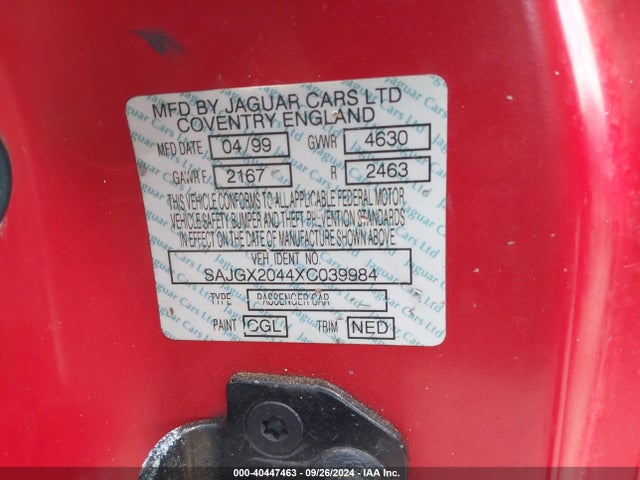 MFD BY JAGUAR CARS LTD
COVENTRY ENGLAND
MFD DATE 04/99 GVWR 4630
GAWR F 2167 R 2463
THIS VEHICLE CONFORMS TO ALL APPLICABLE FEDERAL MOTOR
VEHICLE SAFETY, BUMPER AND THEFT PREVENTION STANDARDS
IN EFFECT ON THE DATE OF MANUFACTURE SHOWN ABOVE
VEH IDENT NO.
SAJGX2044XC039984
TYPE PASSENGER CAR
PAINT CGL TRIM NED
000-40447463 - 09/26/2024 - IAA Inc.